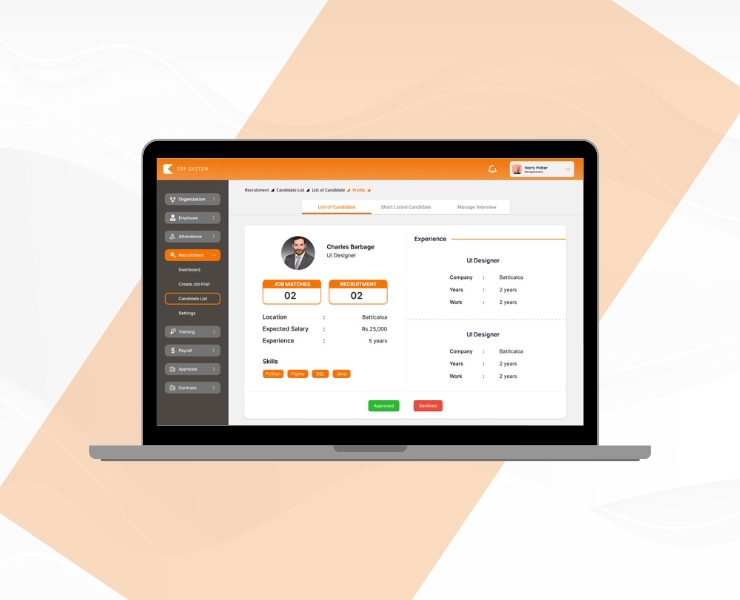 ERP SYSTEM
Harry Potter
Recruitment Candidate List List of Candidate Profile
Organization
Employee
Attendance
Recruitment
Dashboard
Create Job Post
Candidate List
Settings
Training
Payroll
Appraisal
Contract
List of Candidate Short Listed Candidate Manage Interview
Charles Barbage
UI Designer
JOB MATCHES
02
RECRUITMENT
02
Location : Batticaloa
Expected Salary : Rs.25,000
Experience : 5 years
Skills
Python Figma SQL Java
Experience
UI Designer
Company : Batticaloa
Years : 2 years
Work : 2 years
UI Designer
Company : Batticaloa
Years : 2 years
Work : 2 years
Approved Declined